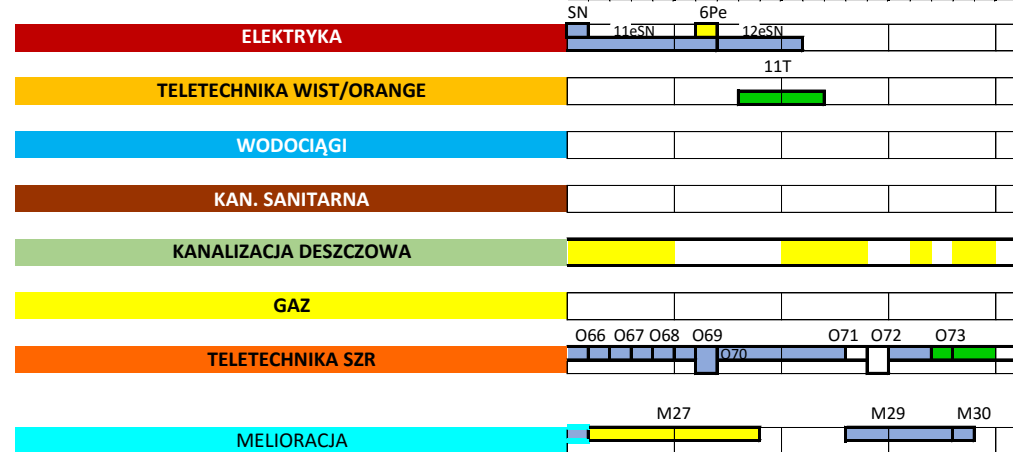 SN 6Pe
ELEKTRYKA 11eSN 12eSN
11T
TELETECHNIKA WIST/ORANGE
WODOCIĄGI
KAN. SANITARNA
KANALIZACJA DESZCZOWA
GAZ
O66 O67 O68 O69 O71 O72 O73
TELETECHNIKA SZR O70
M27 M29 M30
MELIORACJA